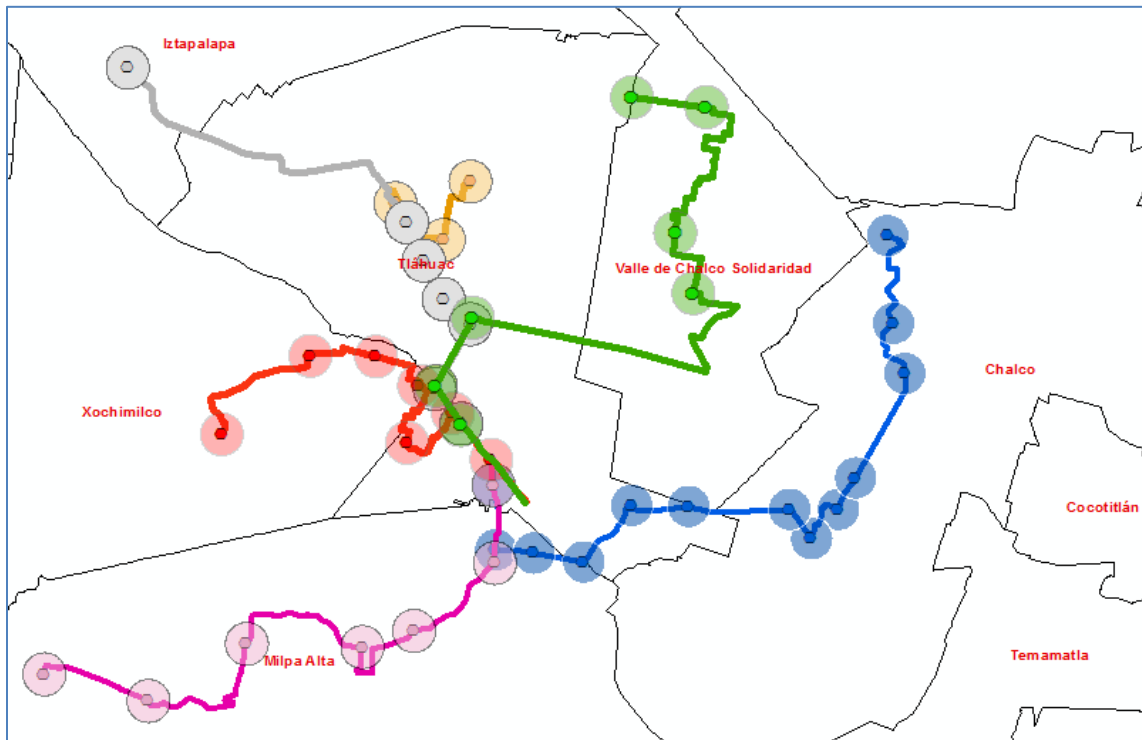 Iztapalapa
Tláhuac
Valle de Chalco Solidaridad
Chalco
Xochimilco
Cocotitlán
Milpa Alta
Temamatla